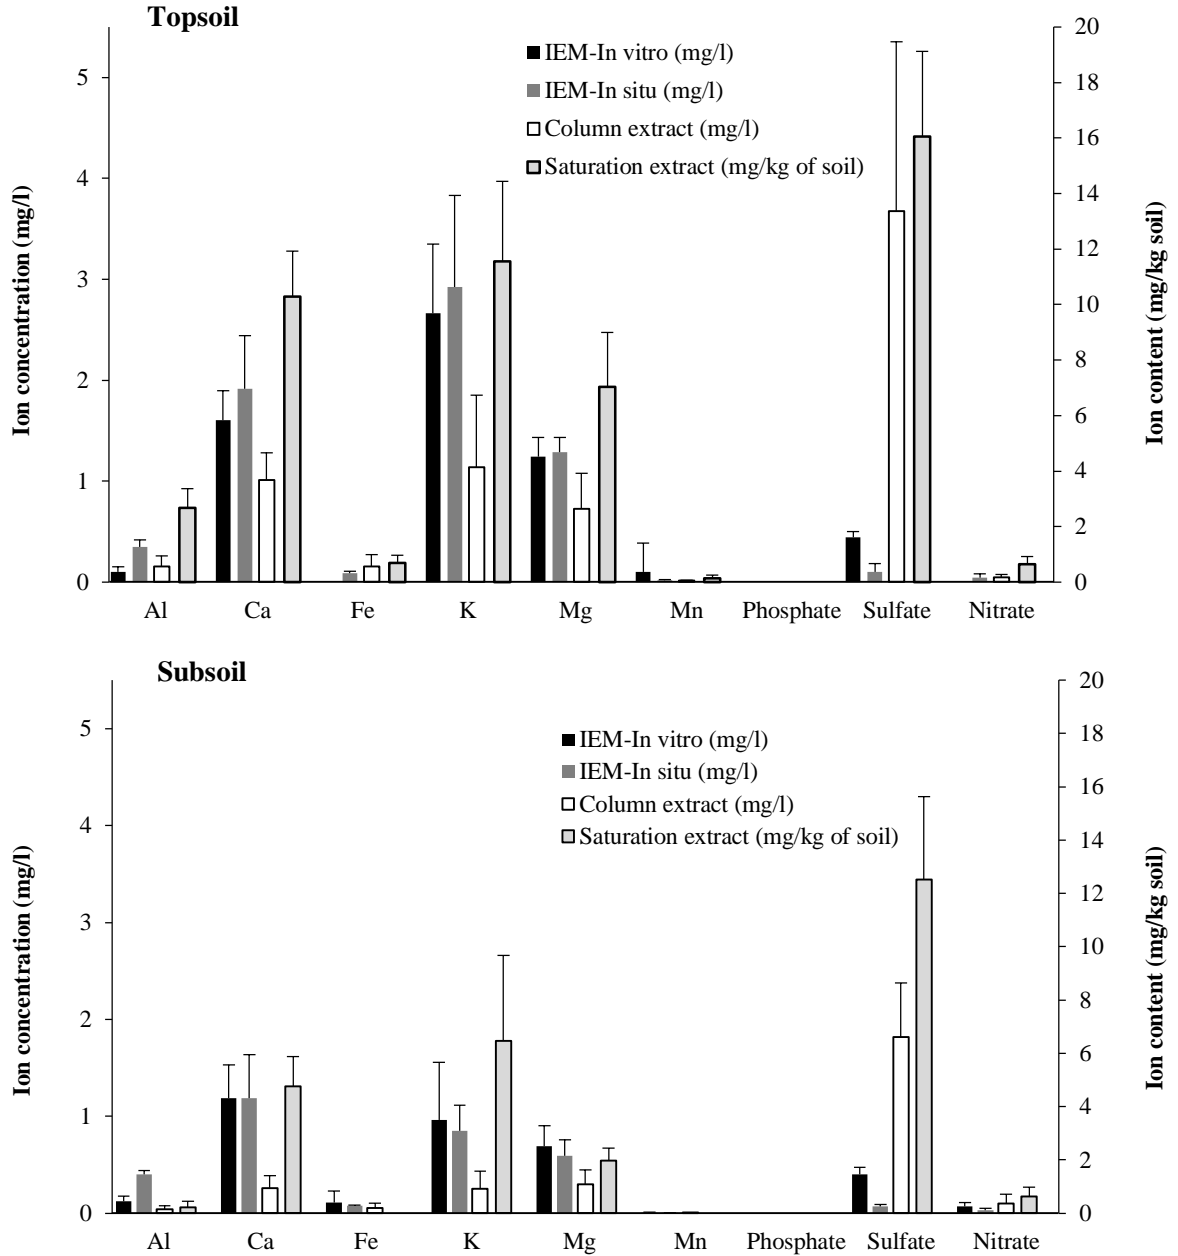 Topsoil
IEM-In vitro (mg/l)
IEM-In situ (mg/l)
Column extract (mg/l)
Saturation extract (mg/kg of soil)
Ion concentration (mg/l)
5
4
3
2
1
0
Ion content (mg/kg soil)
20
18
16
14
12
10
8
6
4
2
0
Al Ca Fe K Mg Mn Phosphate Sulfate Nitrate
Subsoil
IEM-In vitro (mg/l)
IEM-In situ (mg/l)
Column extract (mg/l)
Saturation extract (mg/kg of soil)
Ion concentration (mg/l)
5
4
3
2
1
0
Ion content (mg/kg soil)
20
18
16
14
12
10
8
6
4
2
0
Al Ca Fe K Mg Mn Phosphate Sulfate Nitrate